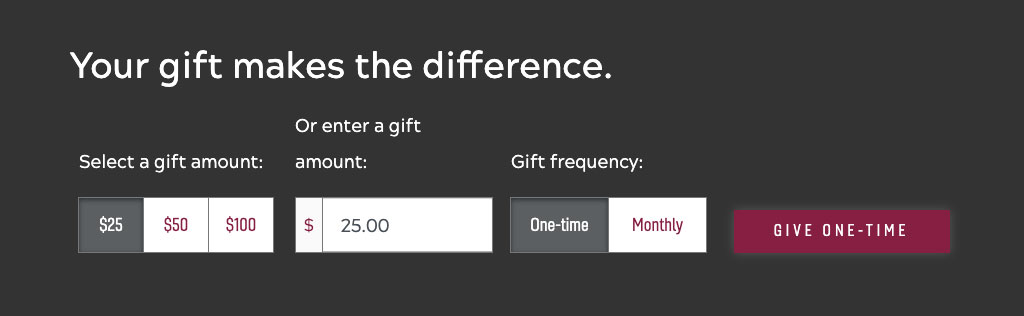 Your gift makes the difference.
Select a gift amount:
$25 $50 $100
Or enter a gift
amount:
$ 25.00
Gift frequency:
One-time Monthly
GIVE ONE-TIME